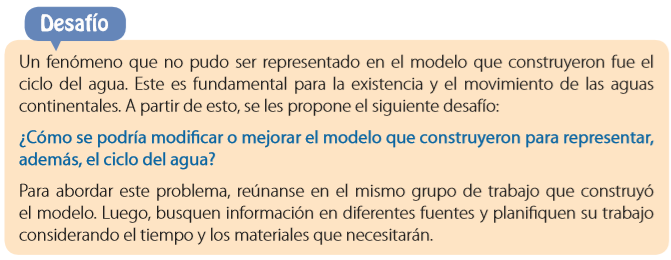 Desafío
Un fenómeno que no pudo ser representado en el modelo que construyeron fue el
ciclo del agua. Este es fundamental para la existencia y el movimiento de las aguas
continentales. A partir de esto, se les propone el siguiente desafío:
¿Cómo se podría modificar o mejorar el modelo que construyeron para representar,
además, el ciclo del agua?
Para abordar este problema, reúnanse en el mismo grupo de trabajo que construyó
el modelo. Luego, busquen información en diferentes fuentes y planifiquen su trabajo
considerando el tiempo y los materiales que necesitarán.